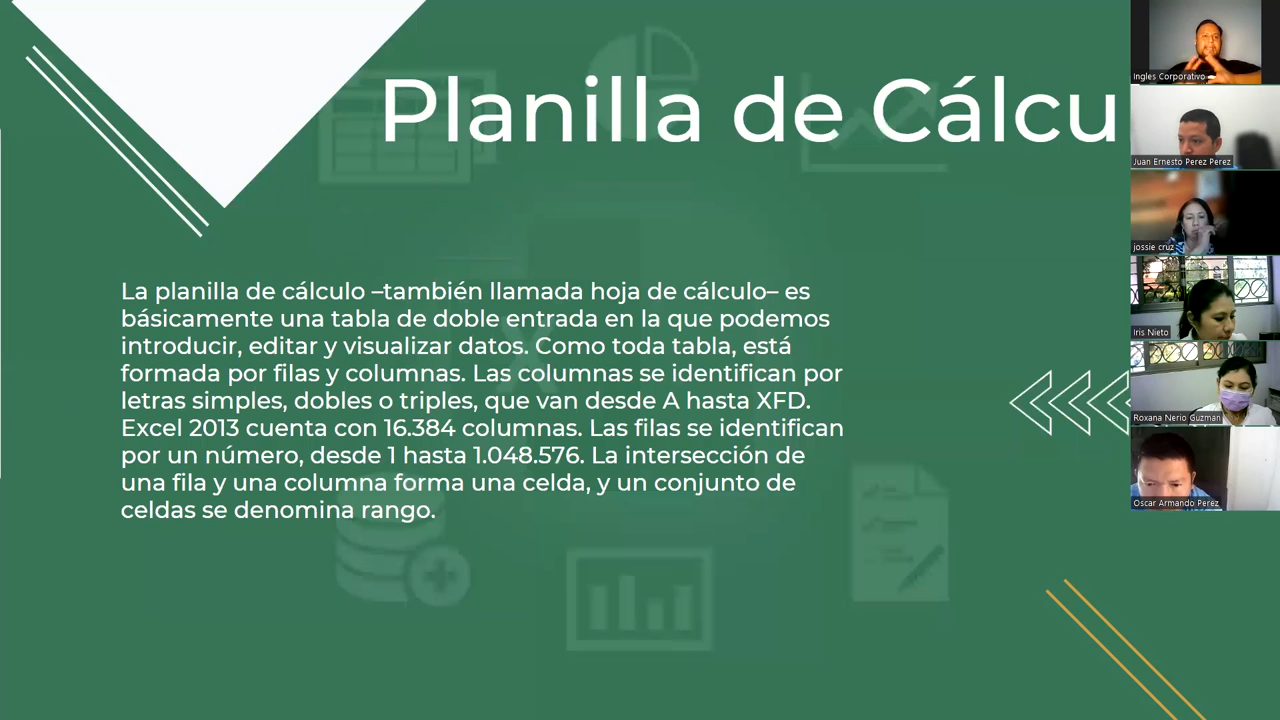 Planilla de Cálcu
La planilla de cálculo –también llamada hoja de cálculo– es
básicamente una tabla de doble entrada en la que podemos
introducir, editar y visualizar datos. Como toda tabla, está
formada por filas y columnas. Las columnas se identifican por
letras simples, dobles o triples, que van desde A hasta XFD.
Excel 2013 cuenta con 16.384 columnas. Las filas se identifican
por un número, desde 1 hasta 1.048.576. La intersección de
una fila y una columna forma una celda, y un conjunto de
celdas se denomina rango.
Ingles Corporativo
Juan Ernesto Perez Perez
jossie cruz
Iris Nieto
Roxana Nerio Guzman
Oscar Armando Perez